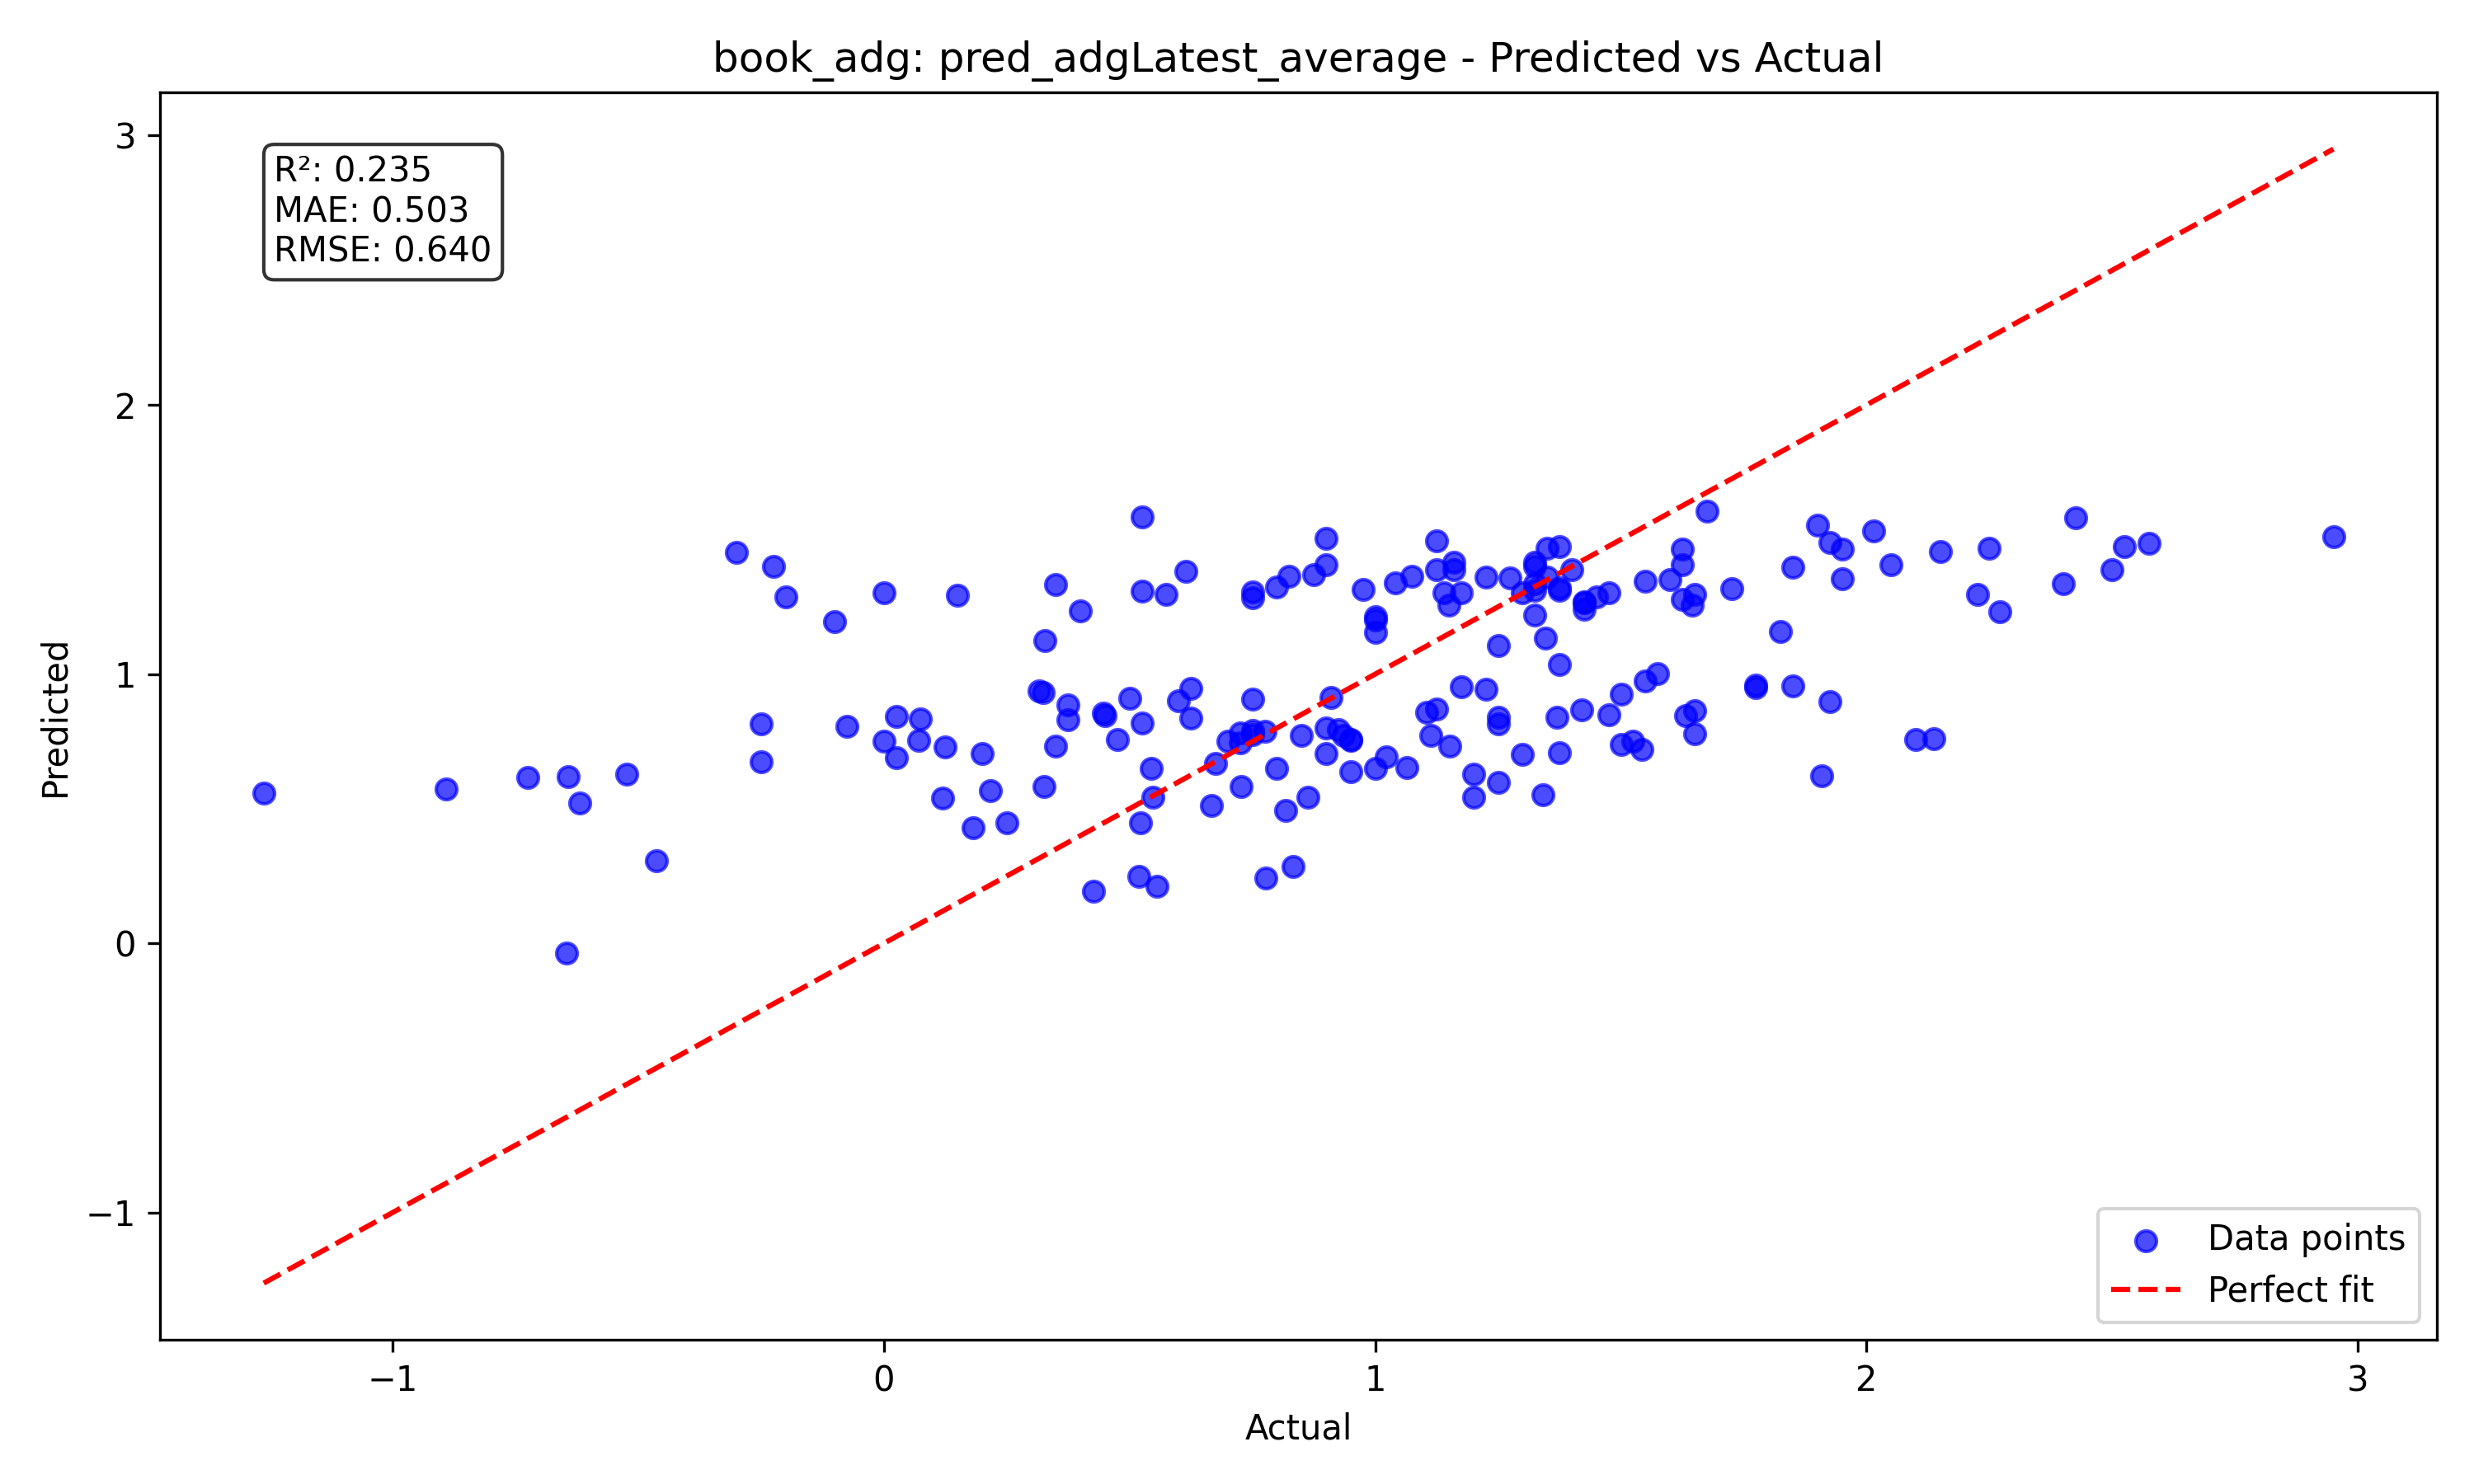 book_adg: pred_adgLatest_average - Predicted vs Actual
R²: 0.235
MAE: 0.503
RMSE: 0.640
3
2
1
0
−1
Predicted
−1
0
1
2
3
Actual
Data points
Perfect fit